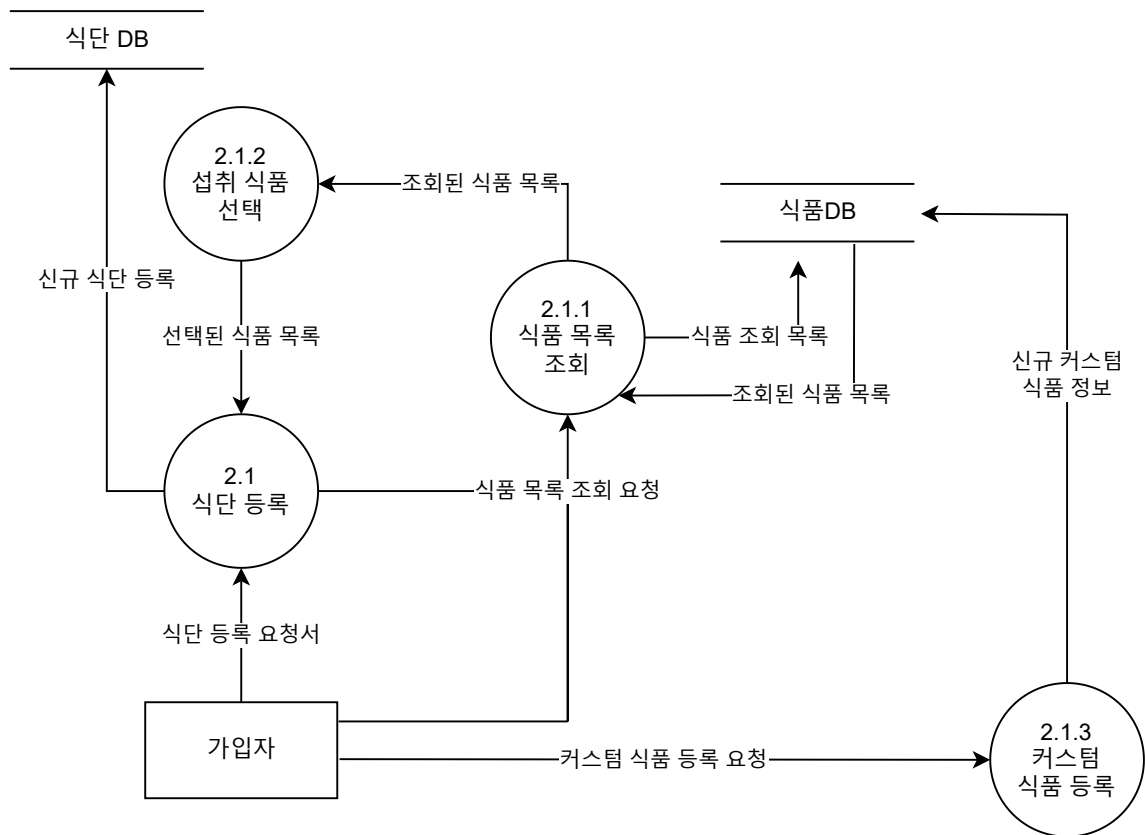 식단 DB
2.1.2
섭취 식품
선택
조회된 식품 목록
식품DB
신규 식단 등록
선택된 식품 목록
2.1.1
식품 목록
조회
식품 조회 목록
조회된 식품 목록
신규 커스텀
식품 정보
2.1
식단 등록
식품 목록 조회 요청
식단 등록 요청서
가입자
커스텀 식품 등록 요청
2.1.3
커스텀
식품 등록